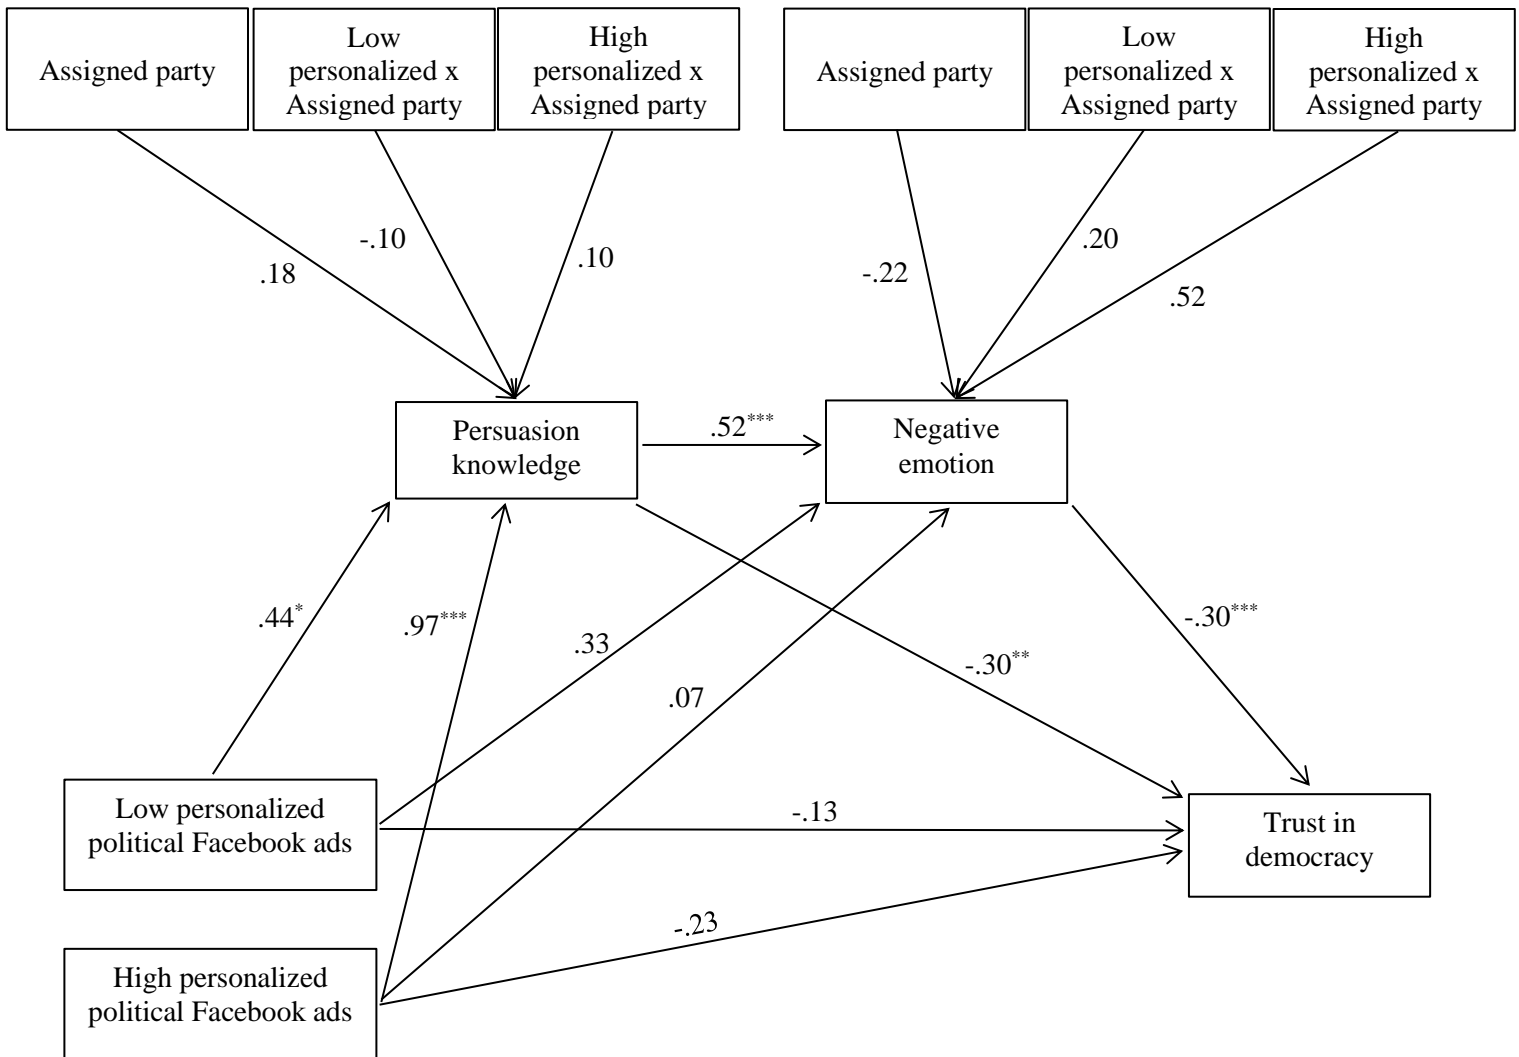 Assigned party
Low
personalized x
Assigned party
High
personalized x
Assigned party
Assigned party
Low
personalized x
Assigned party
High
personalized x
Assigned party
.18
-.10
.10
-.22
.20
.52
Persuasion
knowledge
.52***
Negative
emotion
.44*
.97***
.33
.07
-.30**
-.30***
Low personalized
political Facebook ads
-.13
Trust in
democracy
-.23
High personalized
political Facebook ads